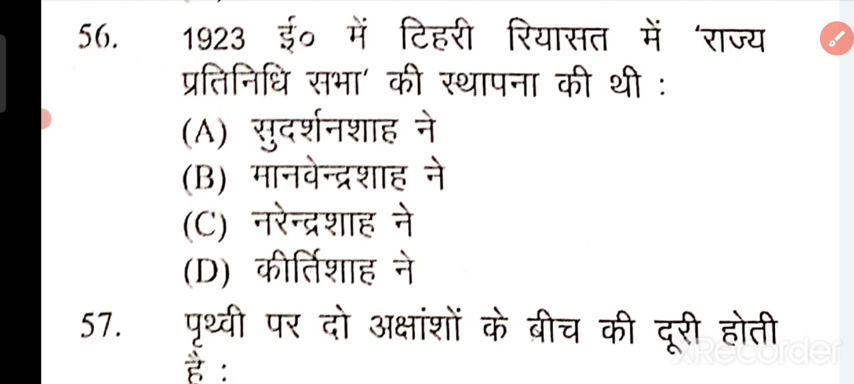 56. 1923 ई० में टिहरी रियासत में 'राज्य
प्रतिनिधि सभा' की स्थापना की थी :
(A) सुदर्शनशाह ने
(B) मानवेन्द्रशाह ने
(C) नरेन्द्रशाह ने
(D) कीर्तिशाह ने
57. पृथ्वी पर दो अक्षांशों के बीच की दूरी होती
है :
XRecorder